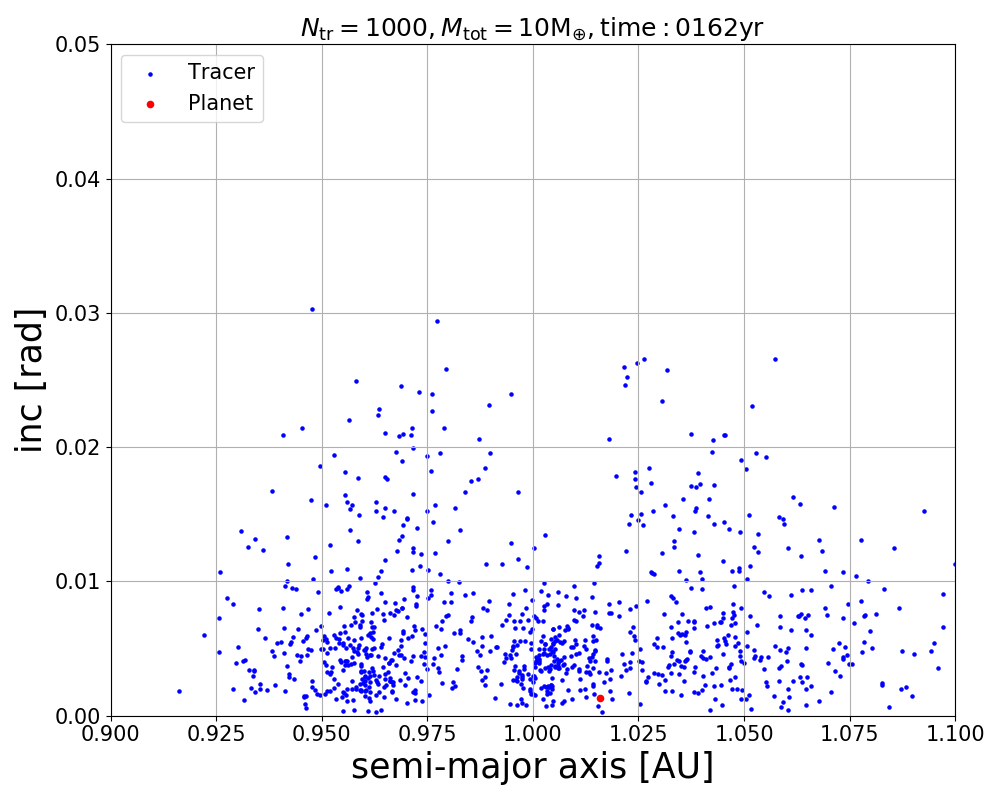 N_tr = 1000, M_tot = 10M_⊕, time : 0162yr
0.05
Tracer
Planet
0.04
0.03
0.02
0.01
0.00
inc [rad]
0.900 0.925 0.950 0.975 1.000 1.025 1.050 1.075 1.100
semi-major axis [AU]